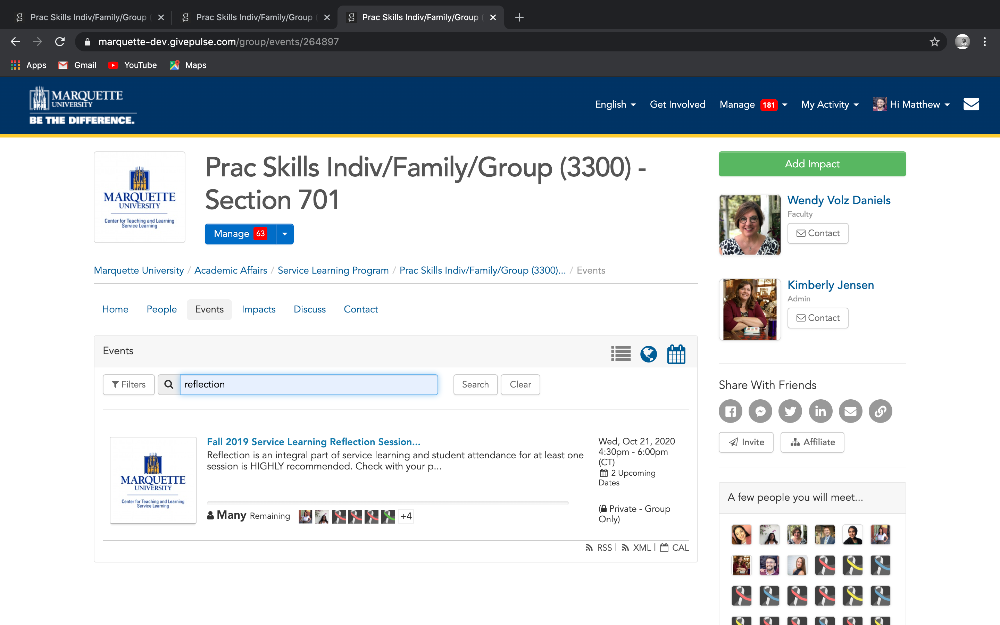 Prac Skills Indiv/Family/Group (
Prac Skills Indiv/Family/Group (
Prac Skills Indiv/Family/Group (
marquette-dev.givepulse.com/group/events/264897
Apps
Gmail
YouTube
Maps
MARQUETTE
UNIVERSITY
BE THE DIFFERENCE.
English
Get Involved
Manage 181
My Activity
Hi Matthew
MARQUETTE
UNIVERSITY
Center for Teaching and Learning
Service Learning
Prac Skills Indiv/Family/Group (3300) -
Section 701
Manage 63
Marquette University / Academic Affairs / Service Learning Program / Prac Skills Indiv/Family/Group (3300)... / Events
Home
People
Events
Impacts
Discuss
Contact
Events
Filters
reflection
Search
Clear
MARQUETTE
UNIVERSITY
Center for Teaching and Learning
Service Learning
Fall 2019 Service Learning Reflection Session...
Reflection is an integral part of service learning and student attendance for at least one
session is HIGHLY recommended. Check with your p...
Many Remaining
+4
Wed, Oct 21, 2020
4:30pm - 6:00pm
(CT)
2 Upcoming
Dates
(Private - Group
Only)
RSS | XML | CAL
Add Impact
Wendy Volz Daniels
Faculty
Contact
Kimberly Jensen
Admin
Contact
Share With Friends
Invite
Affiliate
A few people you will meet...